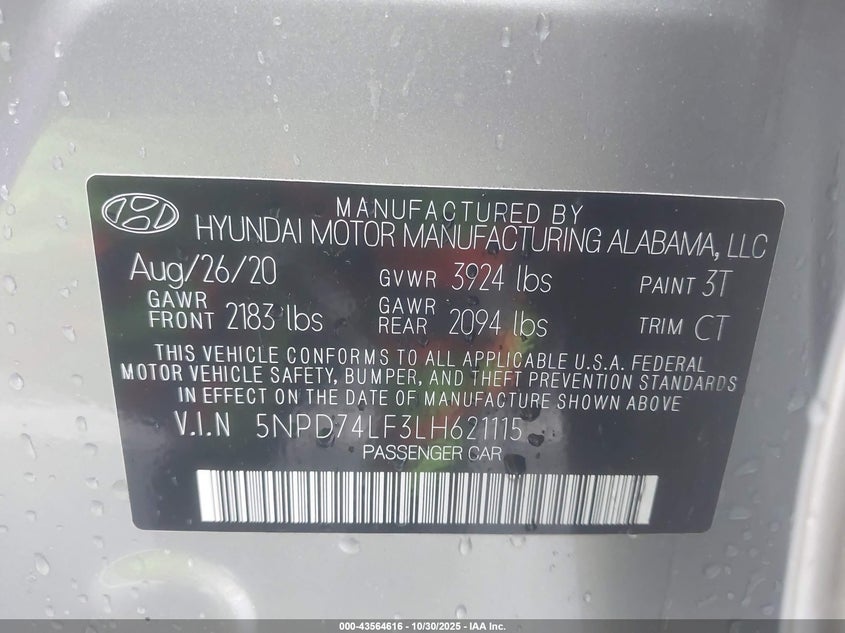 MANUFACTURED BY
HYUNDAI MOTOR MANUFACTURING ALABAMA, LLC
Aug/26/20 GVWR 3924 lbs PAINT 3T
GAWR FRONT 2183 lbs GAWR REAR 2094 lbs TRIM CT
THIS VEHICLE CONFORMS TO ALL APPLICABLE U.S.A. FEDERAL
MOTOR VEHICLE SAFETY, BUMPER, AND THEFT PREVENTION STANDARDS
IN EFFECT ON THE DATE OF MANUFACTURE SHOWN ABOVE
V.I.N 5NPD74LF3LH621115
PASSENGER CAR
000-43564616 - 10/30/2025 - IAA Inc.